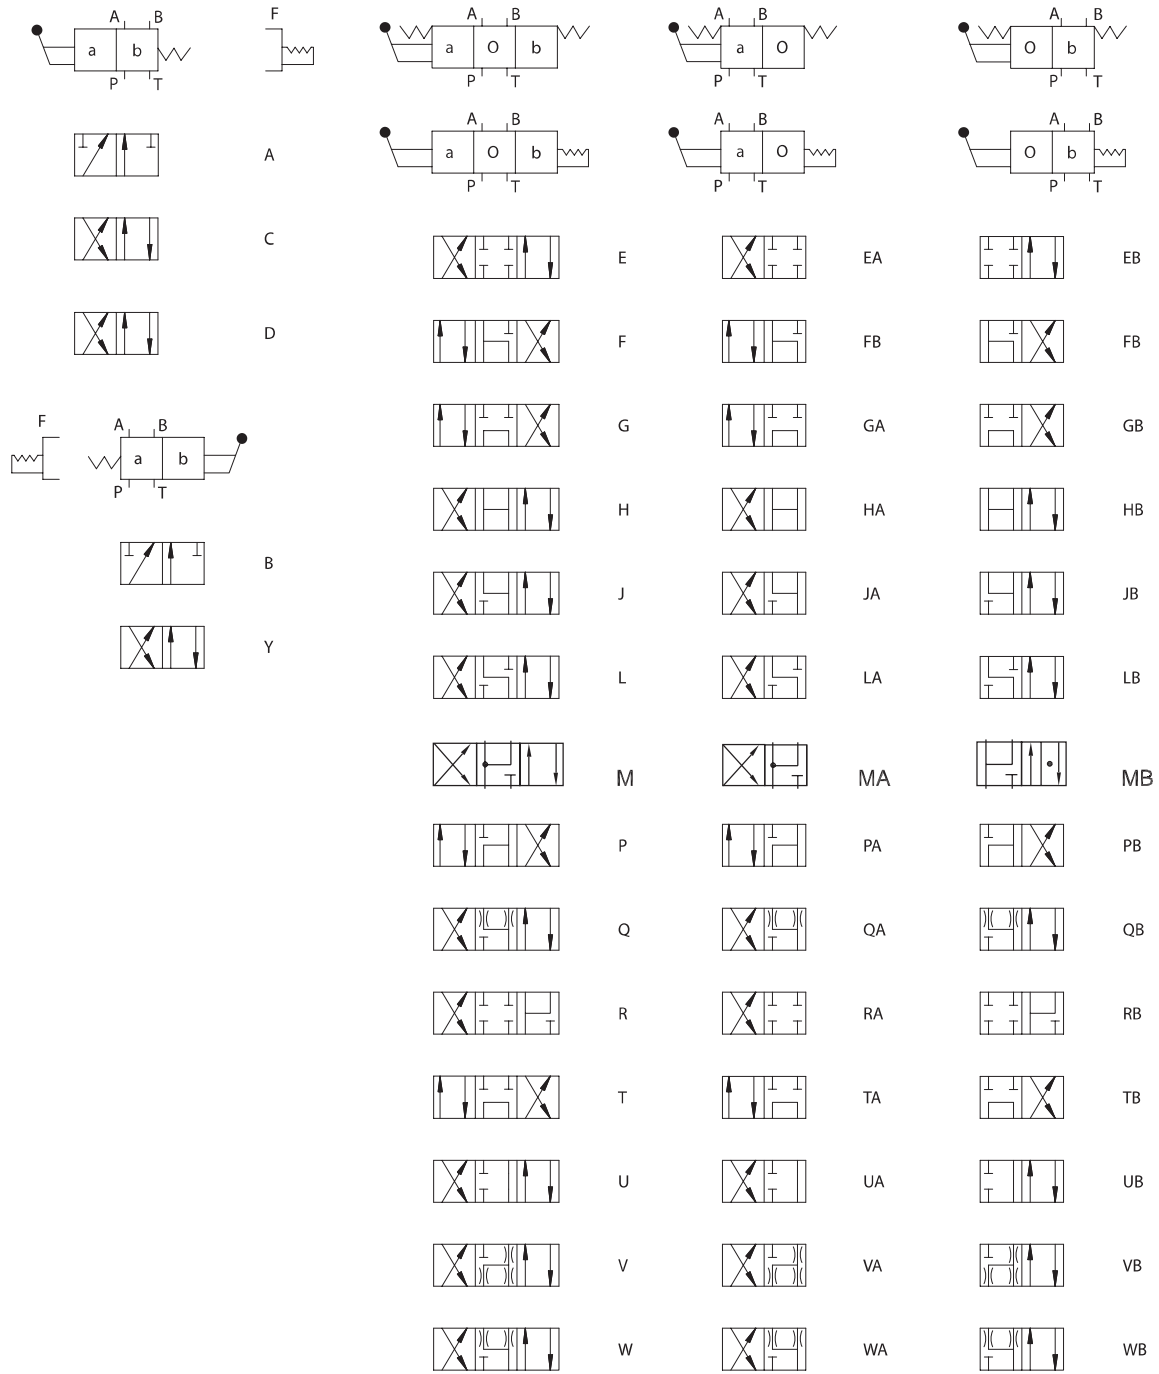 A B
F
a b
P T
A B
a O b
P T
A B
a O
P T
A B
O b
P T
A B
a O b
P T
A B
a O
P T
A B
O b
P T
A
C
D
F
A B
a b
P T
B
Y
E EA EB
F FB FB
G GA GB
H HA HB
J JA JB
L LA LB
M MA MB
P PA PB
Q QA QB
R RA RB
T TA TB
U UA UB
V VA VB
W WA WB